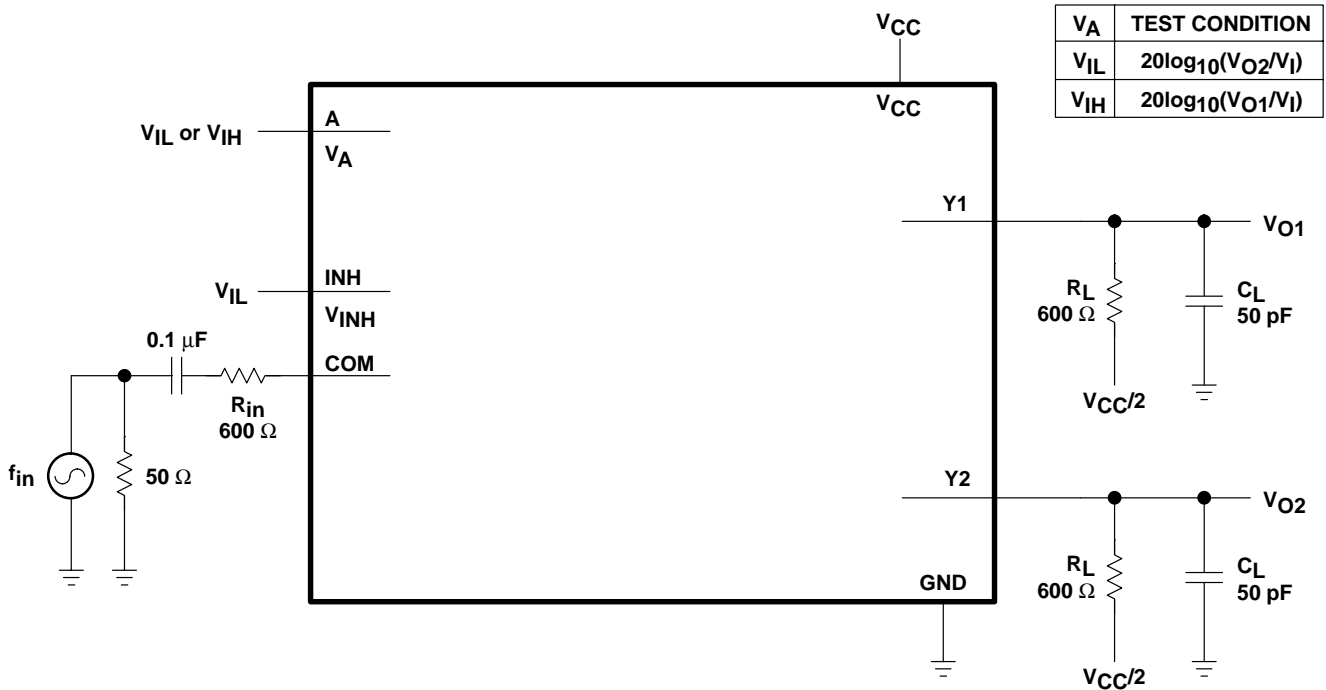 VCC
VA TEST CONDITION
VIL 20log10(VO2/VI)
VIH 20log10(VO1/VI)
VCC
VIL or VIH
A
VA
Y1
VO1
RL
600 Ω
CL
50 pF
VCC/2
VIL
INH
VINH
0.1 μF
COM
Rin
600 Ω
fin
50 Ω
Y2
VO2
RL
600 Ω
CL
50 pF
VCC/2
GND